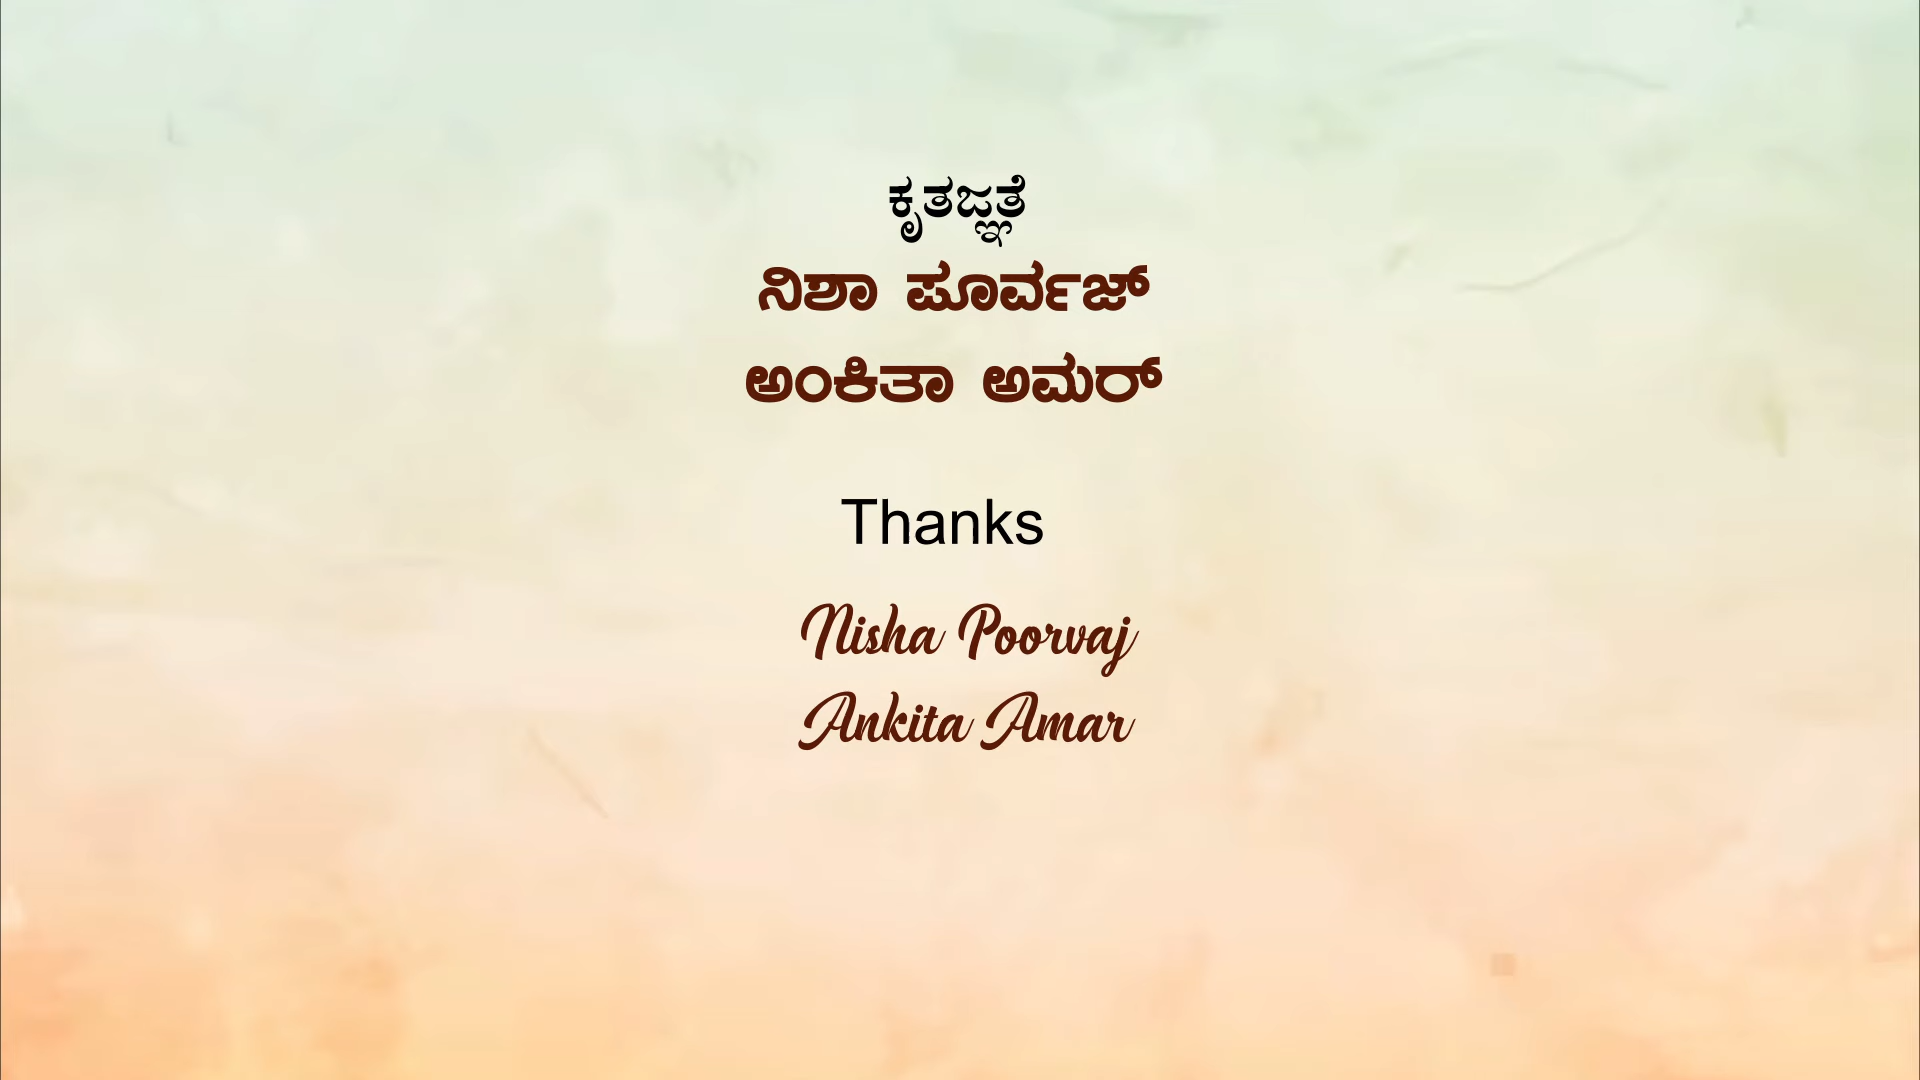 ಕೃತಜ್ಞತೆ
ನಿಶಾ ಪೂರ್ವಜ್
ಅಂಕಿತಾ ಅಮರ್
Thanks
Nisha Poorvaj
Ankita Amar